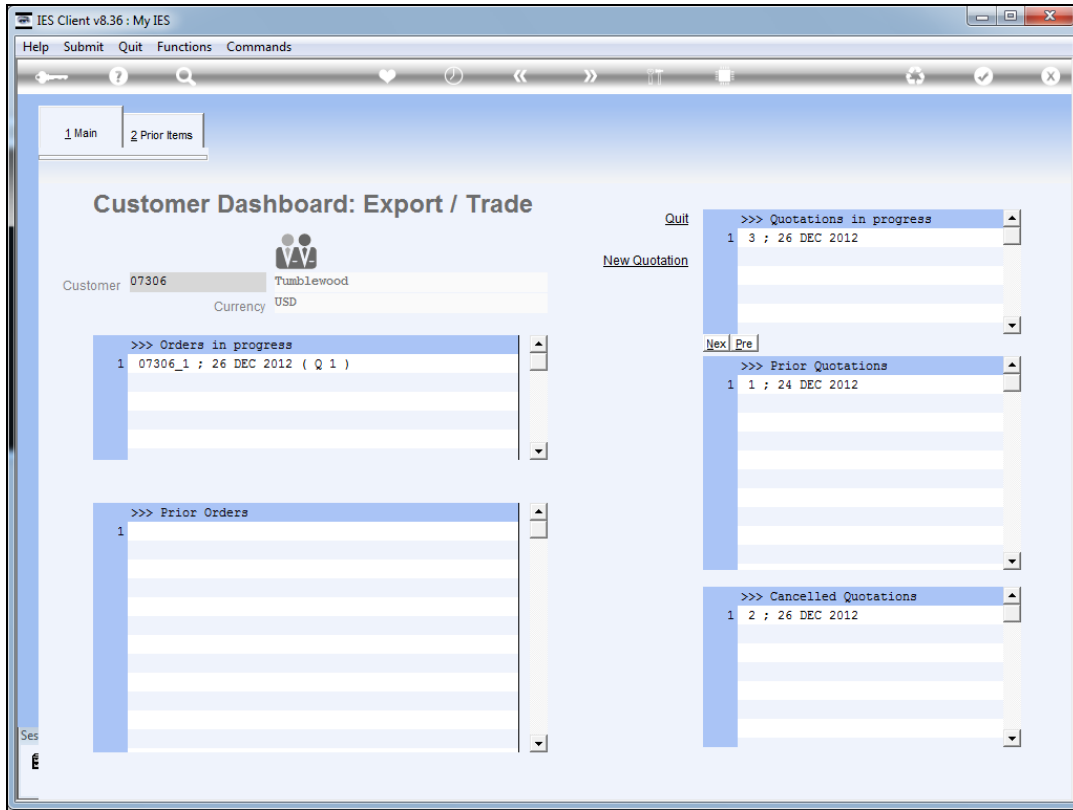 IES Client v8.36 : My IES
Help Submit Quit Functions Commands
1 Main
2 Prior Items
Customer Dashboard: Export / Trade
Quit
New Quotation
Customer 07306 Tumblewood
Currency USD
>>> Orders in progress
1 07306_1 ; 26 DEC 2012 ( Q 1 )
>>> Prior Orders
1
>>> Quotations in progress
1 3 ; 26 DEC 2012
Nex Pre
>>> Prior Quotations
1 1 ; 24 DEC 2012
>>> Cancelled Quotations
1 2 ; 26 DEC 2012
Ses